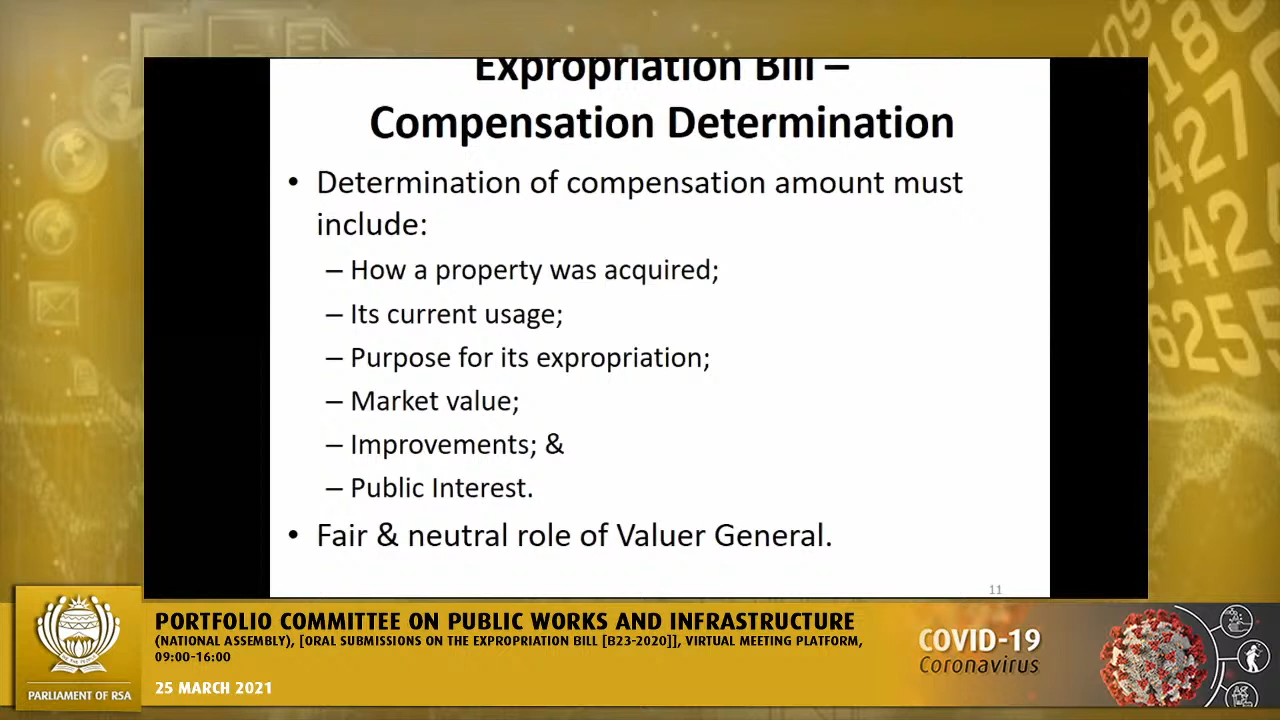 Expropriation Bill –
Compensation Determination
• Determination of compensation amount must
include:
– How a property was acquired;
– Its current usage;
– Purpose for its expropriation;
– Market value;
– Improvements; &
– Public Interest.
• Fair & neutral role of Valuer General.
11
PORTFOLIO COMMITTEE ON PUBLIC WORKS AND INFRASTRUCTURE
(NATIONAL ASSEMBLY), [ORAL SUBMISSIONS ON THE EXPROPRIATION BILL [B23-2020]], VIRTUAL MEETING PLATFORM,
09:00-16:00
25 MARCH 2021
PARLIAMENT OF RSA
COVID-19
Coronavirus